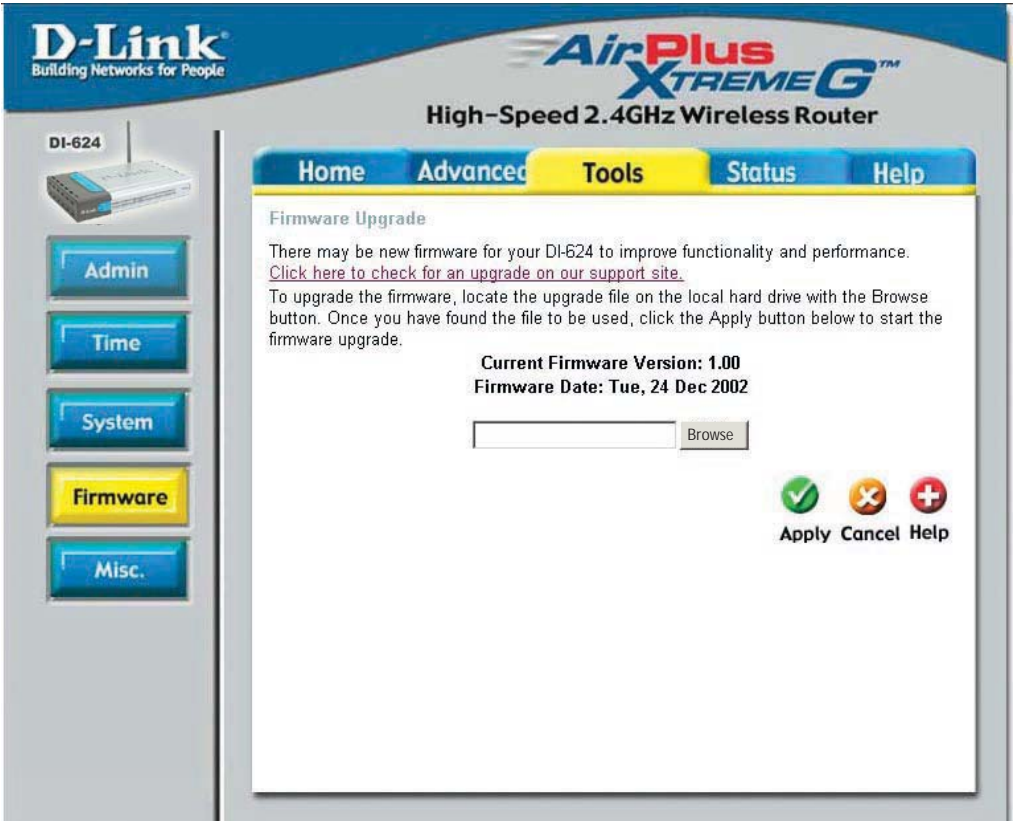 D-Link
Building Networks for People
AirPlus
XTREME G™
High-Speed 2.4GHz Wireless Router
DI-624
Home Advanced Tools Status Help
Admin
Time
System
Firmware
Misc.
Firmware Upgrade
There may be new firmware for your DI-624 to improve functionality and performance.
Click here to check for an upgrade on our support site.
To upgrade the firmware, locate the upgrade file on the local hard drive with the Browse
button. Once you have found the file to be used, click the Apply button below to start the
firmware upgrade.
Current Firmware Version: 1.00
Firmware Date: Tue, 24 Dec 2002
Browse
Apply Cancel Help